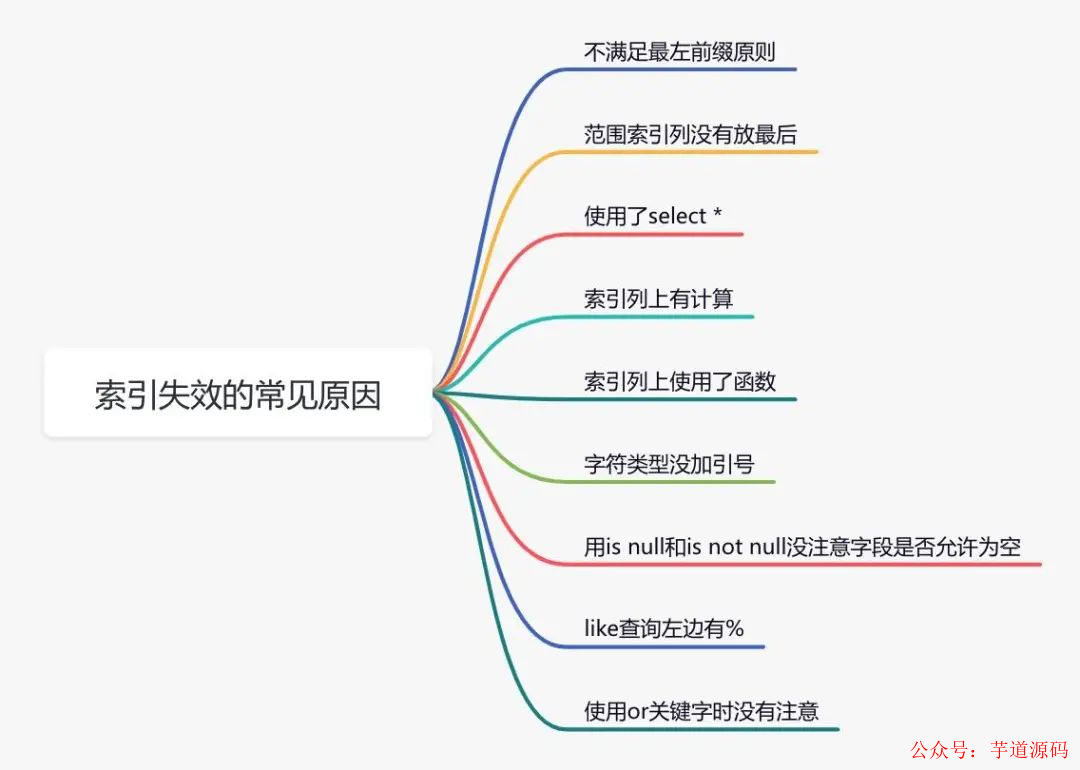 不满足最左前缀原则
范围索引列没有放最后
使用了select *
索引列上有计算
索引失效的常见原因
索引列上使用了函数
字符类型没加引号
用is null和is not null没注意字段是否允许为空
like查询左边有%
使用or关键字时没有注意
公众号：芋道源码